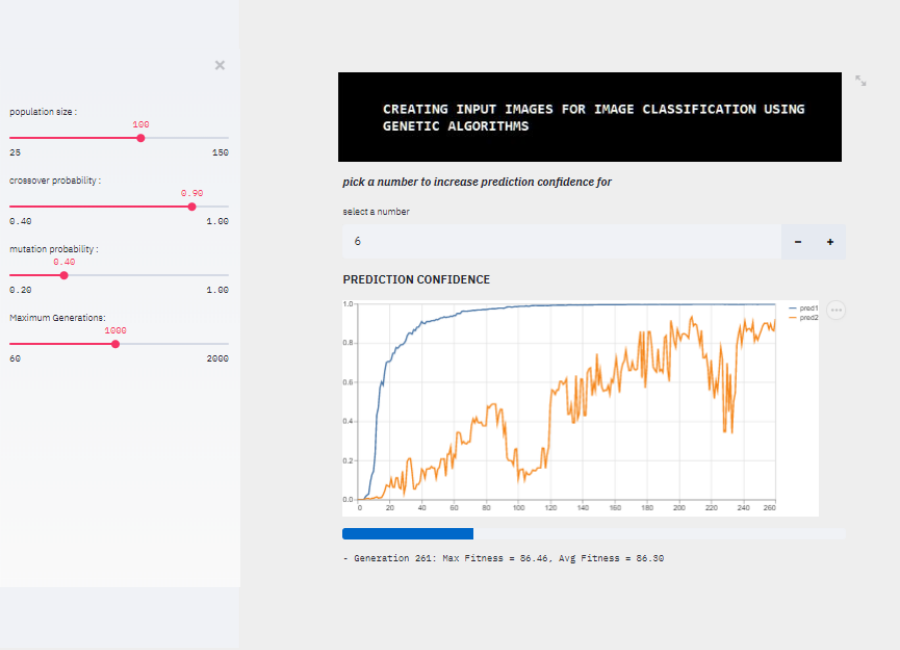 population size :
100
25 150
crossover probability :
0.90
0.40 1.00
mutation probability :
0.40
0.20 1.00
Maximum Generations:
1000
60 2000
CREATING INPUT IMAGES FOR IMAGE CLASSIFICATION USING
GENETIC ALGORITHMS
pick a number to increase prediction confidence for
select a number
6 - +
PREDICTION CONFIDENCE
1.0
0.8
0.6
0.4
0.2
0.0
0 20 40 60 80 100 120 140 160 180 200 220 240 260
pred1
pred2
- Generation 261: Max Fitness = 86.46, Avg Fitness = 86.30